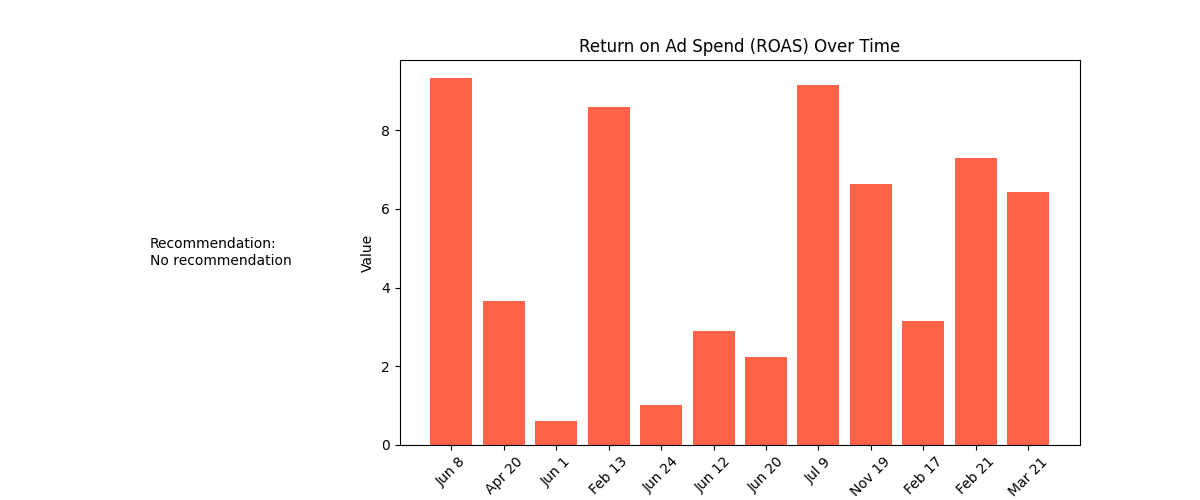 Return on Ad Spend (ROAS) Over Time
8
6
4
2
0
Value
Recommendation:
No recommendation
Jun 8
Apr 20
Jun 1
Feb 13
Jun 24
Jun 12
Jun 20
Jul 9
Nov 19
Feb 17
Feb 21
Mar 21